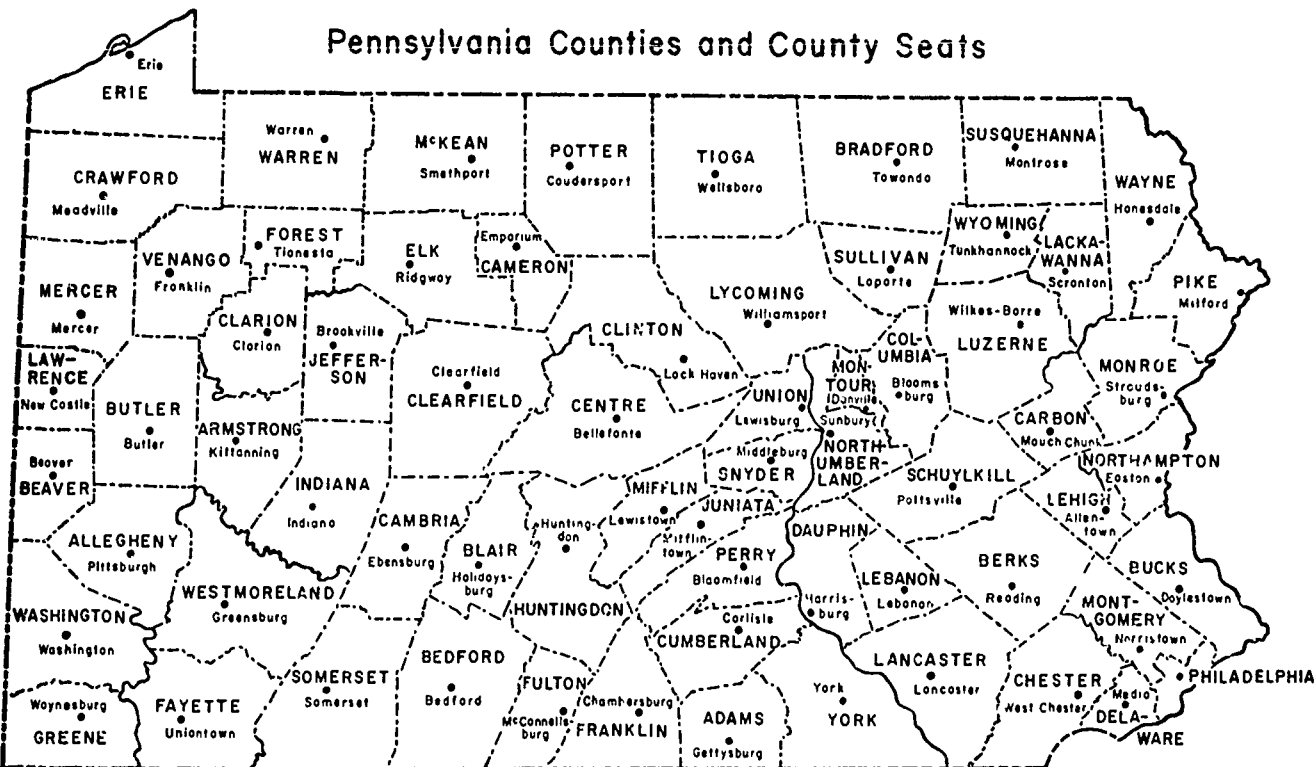 Pennsylvania Counties and County Seats
Erie
ERIE
Warren
WARREN
McKEAN
Smethport
POTTER
Coudersport
TIOGA
Wellsboro
BRADFORD
Towanda
SUSQUEHANNA
Montrose
WAYNE
Honesdale
CRAWFORD
Meadville
VENANGO
Franklin
FOREST
Tionesta
ELK
Ridgway
Emporium
CAMERON
SULLIVAN
Laporte
WYOMING
Tunkhannock
LACKA-
WANNA
Scranton
PIKE
Milford
MERCER
Mercer
CLARION
Clarion
Brookville
JEFFER-
SON
CLINTON
Lock Haven
LYCOMING
Williamsport
COL-
UMBIA
Blooms
burg
Wilkes-Barre
LUZERNE
MONROE
Strouds-
burg
LAW-
RENCE
New Castle
BUTLER
Butler
ARMSTRONG
Kittanning
Clearfield
CLEARFIELD
CENTRE
Bellefonte
UNION
Lewisburg
MON-
TOUR
Danville
Sunbury
NORTH-
UMBER-
LAND
CARBON
Mauch Chunk
Beaver
BEAVER
INDIANA
Indiana
CAMBRIA
Ebensburg
BLAIR
Holidays-
burg
Hunting-
don
HUNTINGDON
MIFFLIN
Lewistown
Middleburg
SNYDER
JUNIATA
Mifflin-
town
SCHUYLKILL
Pottsville
NORTHAMPTON
Easton
LEHIGH
Allen-
town
ALLEGHENY
Pittsburgh
WESTMORELAND
Greensburg
PERRY
Bloomfield
DAUPHIN
Harris-
burg
LEBANON
Lebanon
BERKS
Reading
BUCKS
Doylestown
WASHINGTON
Washington
Carlisle
CUMBERLAND
MONT-
GOMERY
Norristown
Waynesburg
GREENE
FAYETTE
Uniontown
SOMERSET
Somerset
BEDFORD
Bedford
FULTON
McConnells-
burg
Chambersburg
FRANKLIN
ADAMS
Gettysburg
York
YORK
LANCASTER
Lancaster
CHESTER
West Chester
Media
DELA-
WARE
PHILADELPHIA